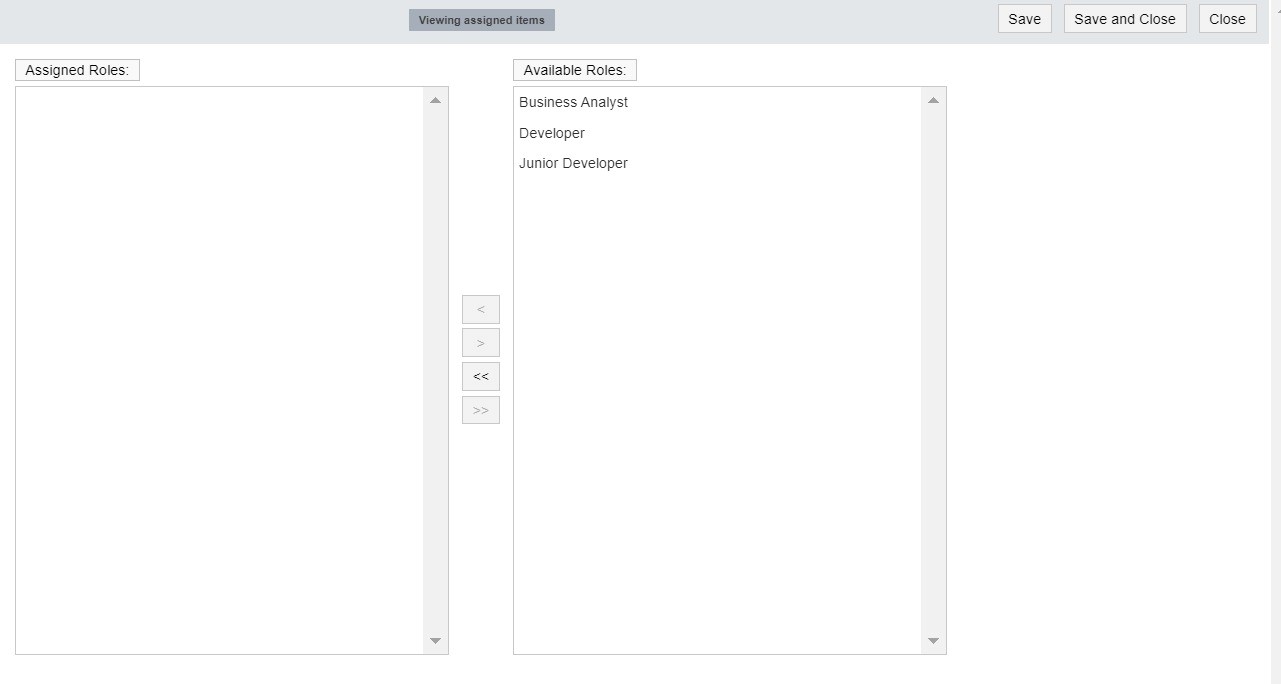 Viewing assigned items
Save
Save and Close
Close
Assigned Roles:
Available Roles:
Business Analyst
Developer
Junior Developer
<
>
<<
>>